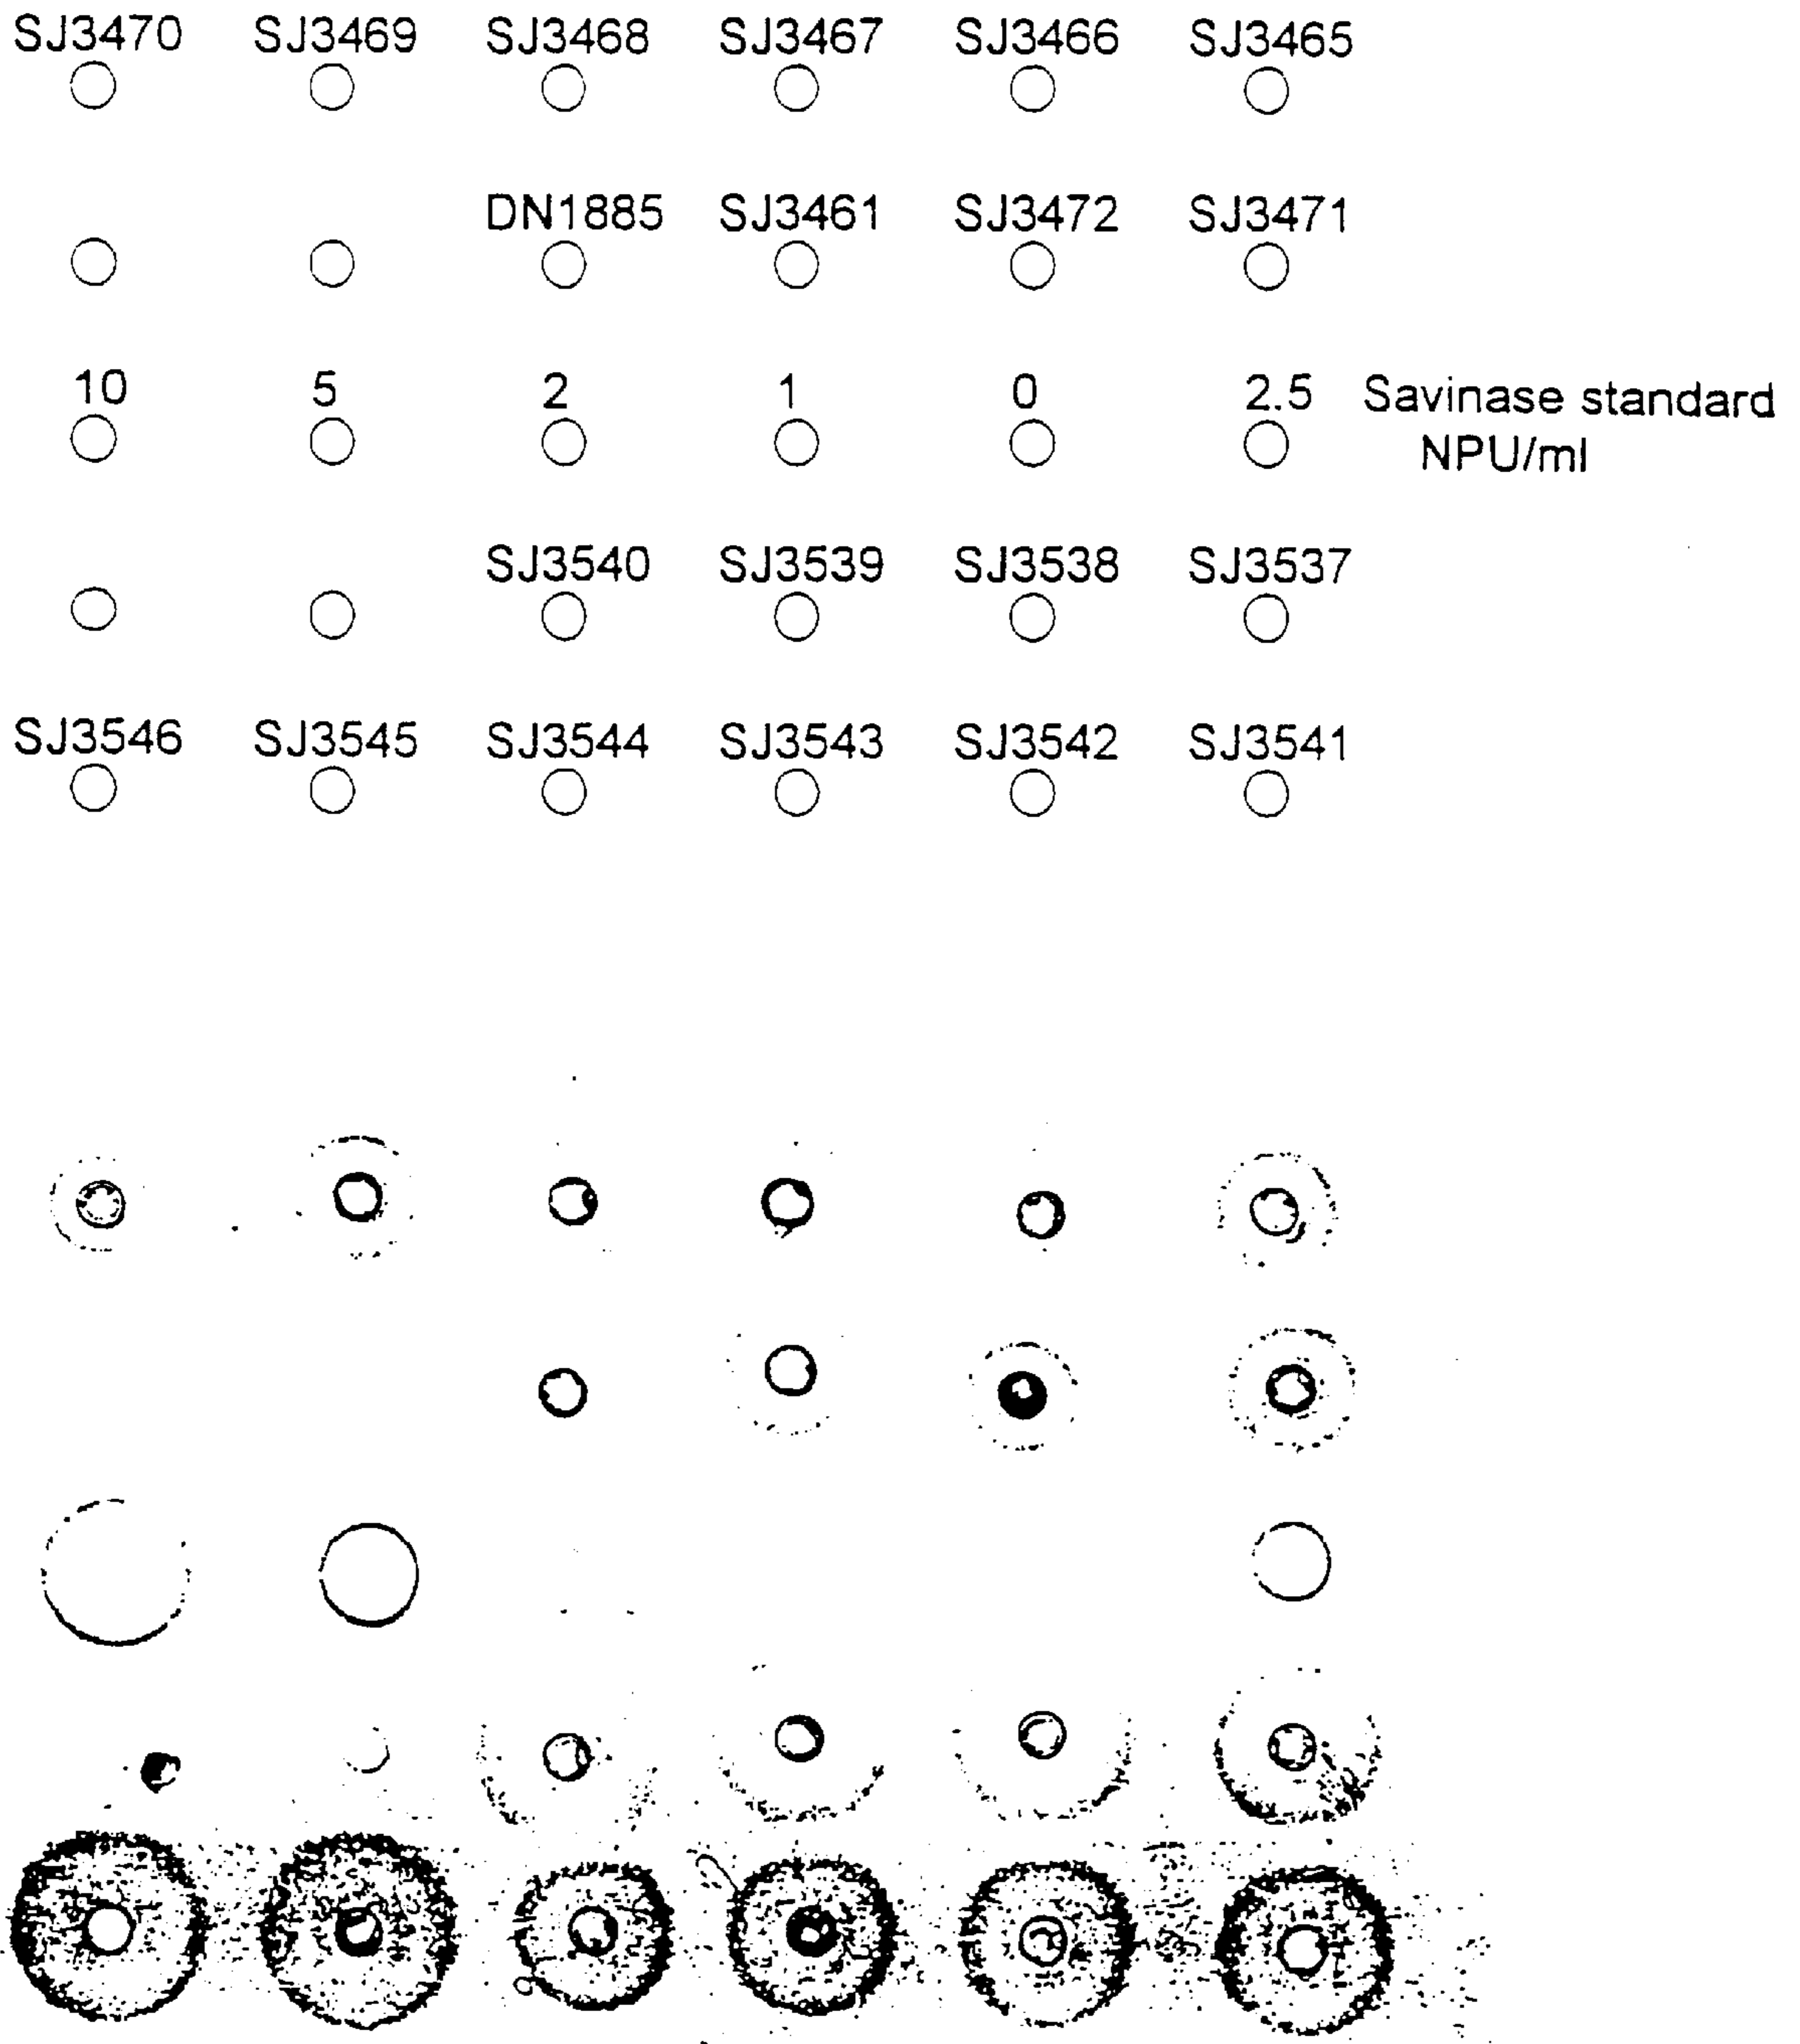 SJ3470 SJ3469 SJ3468 SJ3467 SJ3466 SJ3465
DN1885 SJ3461 SJ3472 SJ3471
10 5 2 1 0 2.5 Savinase standard
NPU/ml
SJ3540 SJ3539 SJ3538 SJ3537
SJ3546 SJ3545 SJ3544 SJ3543 SJ3542 SJ3541